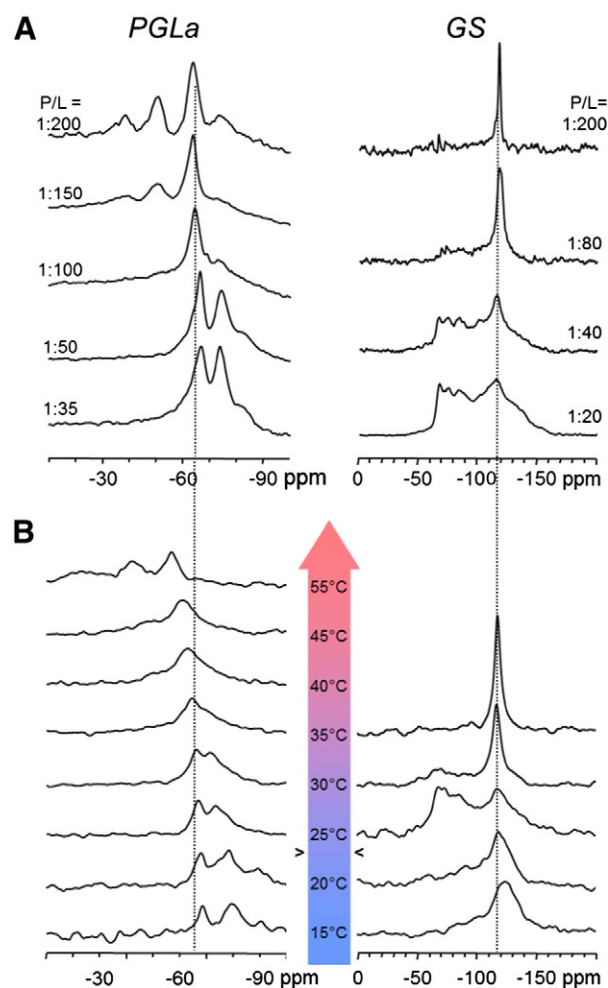 A PGLa GS
P/L = P/L=
1:200 1:200
1:150
1:80
1:100
1:50 1:40
1:35 1:20
-30 -60 -90 ppm 0 -50 -100 -150 ppm
B
55°C
45°C
40°C
35°C
30°C
25°C
> <
20°C
15°C
-30 -60 -90 ppm 0 -50 -100 -150 ppm